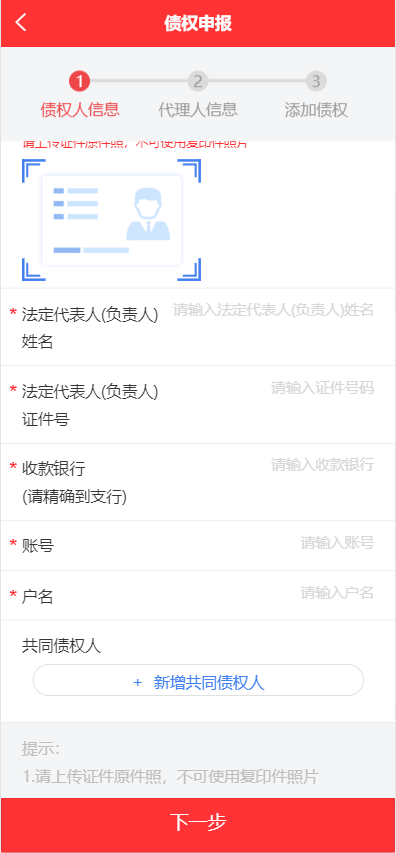 债权申报
1 2 3
债权人信息 代理人信息 添加债权
请上传证件原件照，不可使用复印件照片
* 法定代表人(负责人) 请输入法定代表人(负责人)姓名
姓名
* 法定代表人(负责人) 请输入证件号码
证件号
* 收款银行 请输入收款银行
(请精确到支行)
* 账号 请输入账号
* 户名 请输入户名
共同债权人
+ 新增共同债权人
提示：
1.请上传证件原件照，不可使用复印件照片
下一步